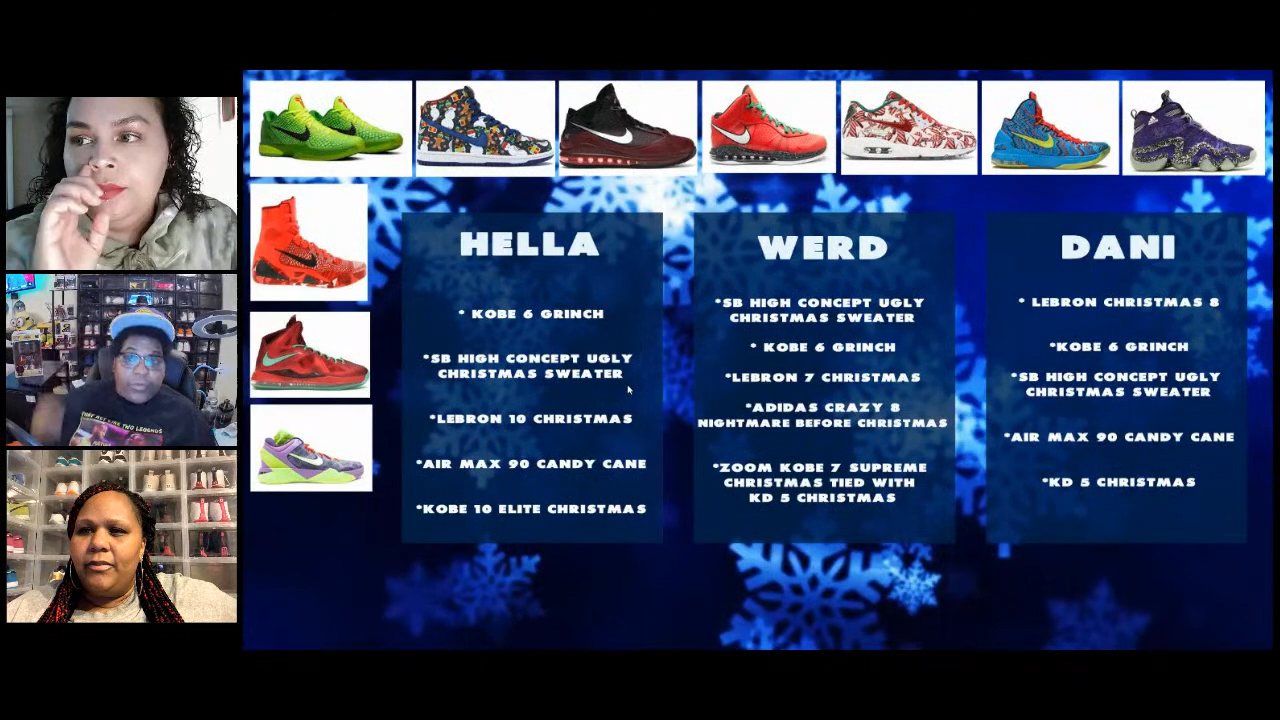 HELLA
* KOBE 6 GRINCH
*SB HIGH CONCEPT UGLY
CHRISTMAS SWEATER
*LEBRON 10 CHRISTMAS
*AIR MAX 90 CANDY CANE
*KOBE 10 ELITE CHRISTMAS
WERD
*SB HIGH CONCEPT UGLY
CHRISTMAS SWEATER
* KOBE 6 GRINCH
*LEBRON 7 CHRISTMAS
*ADIDAS CRAZY 8
NIGHTMARE BEFORE CHRISTMAS
*ZOOM KOBE 7 SUPREME
CHRISTMAS TIED WITH
KD 5 CHRISTMAS
DANI
* LEBRON CHRISTMAS 8
*KOBE 6 GRINCH
*SB HIGH CONCEPT UGLY
CHRISTMAS SWEATER
*AIR MAX 90 CANDY CANE
*KD 5 CHRISTMAS